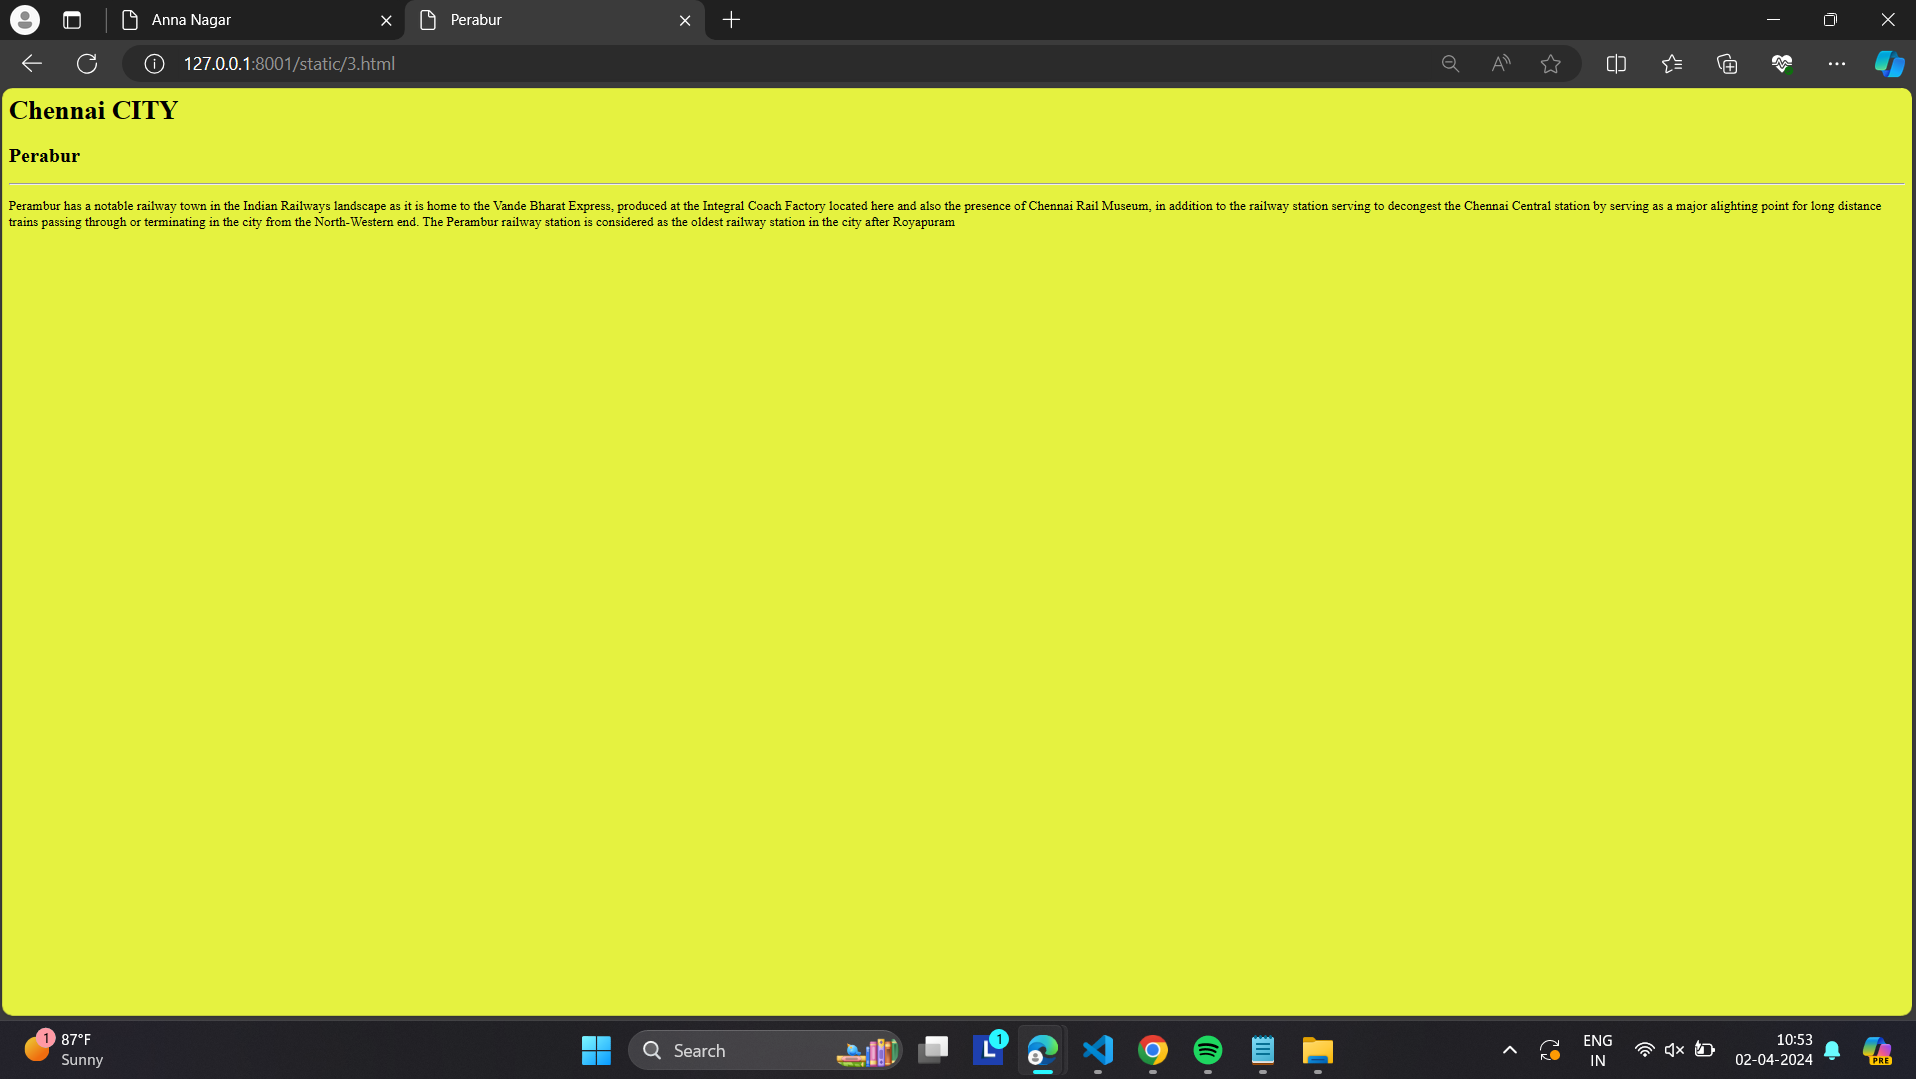 Anna Nagar
Perabur
127.0.0.1:8001/static/3.html
Chennai CITY
Perabur
Perambur has a notable railway town in the Indian Railways landscape as it is home to the Vande Bharat Express, produced at the Integral Coach Factory located here and also the presence of Chennai Rail Museum, in addition to the railway station serving to decongest the Chennai Central station by serving as a major alighting point for long distance
trains passing through or terminating in the city from the North-Western end. The Perambur railway station is considered as the oldest railway station in the city after Royapuram
1
87°F
Sunny
Search
L
1
ENG
IN
10:53
02-04-2024
PRE